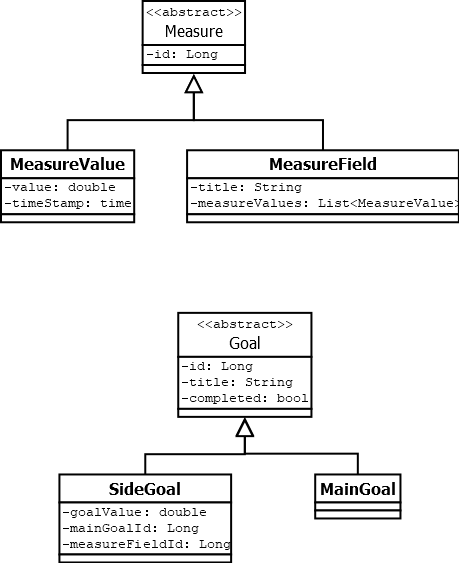 <<abstract>>
Measure
-id: Long
MeasureValue
-value: double
-timeStamp: time
MeasureField
-title: String
-measureValues: List<MeasureValue>
<<abstract>>
Goal
-id: Long
-title: String
-completed: bool
SideGoal
-goalValue: double
-mainGoalId: Long
-measureFieldId: Long
MainGoal